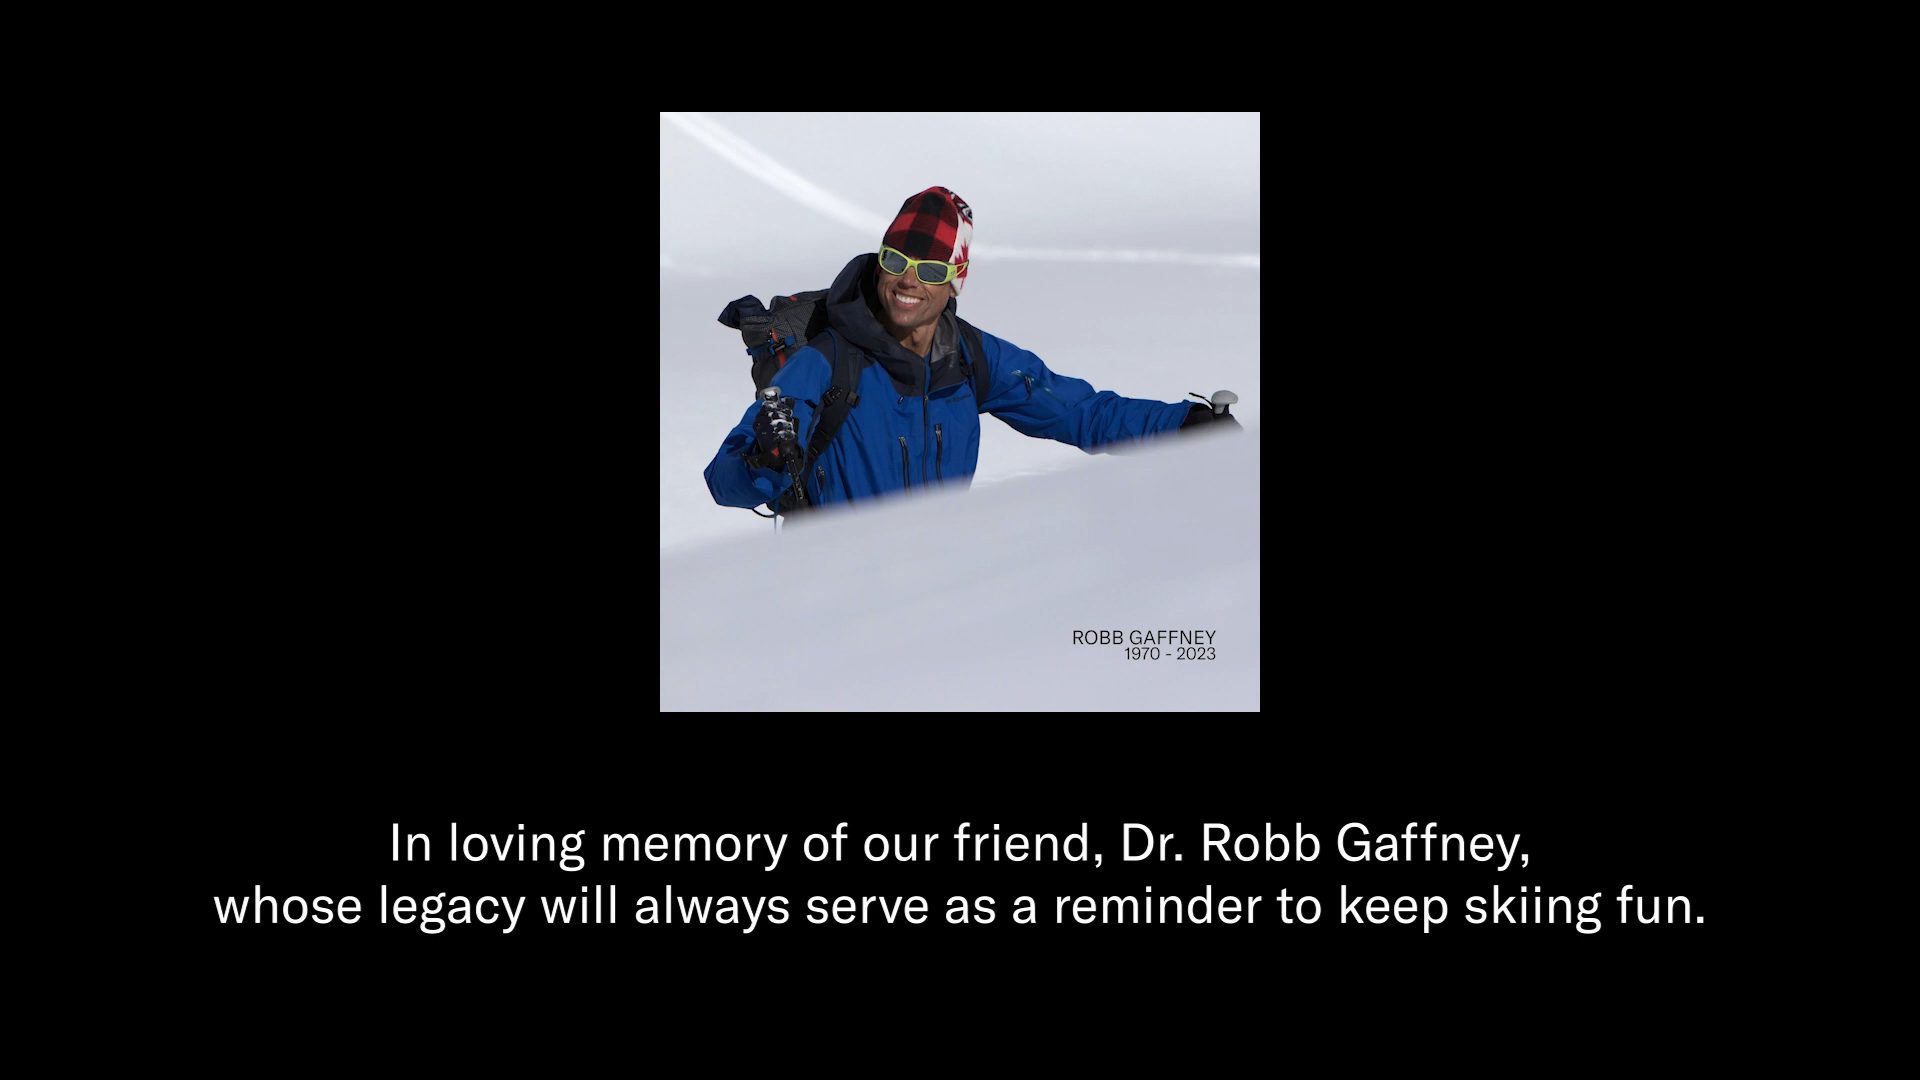 ROBB GAFFNEY
1970 - 2023
In loving memory of our friend, Dr. Robb Gaffney,
whose legacy will always serve as a reminder to keep skiing fun.